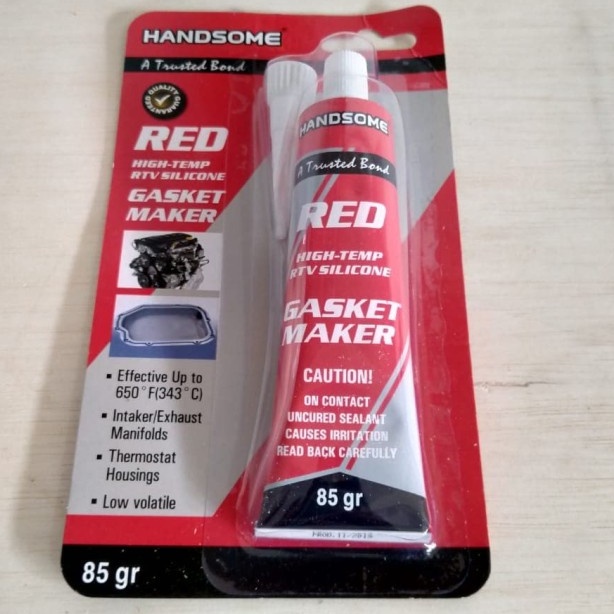 HANDSOME
A Trusted Bond
QUALITY
GUARANTEED
RED
HIGH-TEMP
RTV SILICONE
GASKET
MAKER
▪ Effective Up to
650°F(343°C)
▪ Intaker/Exhaust
Manifolds
▪ Thermostat
Housings
▪ Low volatile
85 gr
HANDSOME
A Trusted Bond
RED
HIGH-TEMP
RTV SILICONE
GASKET
MAKER
CAUTION!
ON CONTACT
UNCURED SEALANT
CAUSES IRRITATION
READ BACK CAREFULLY
85 gr